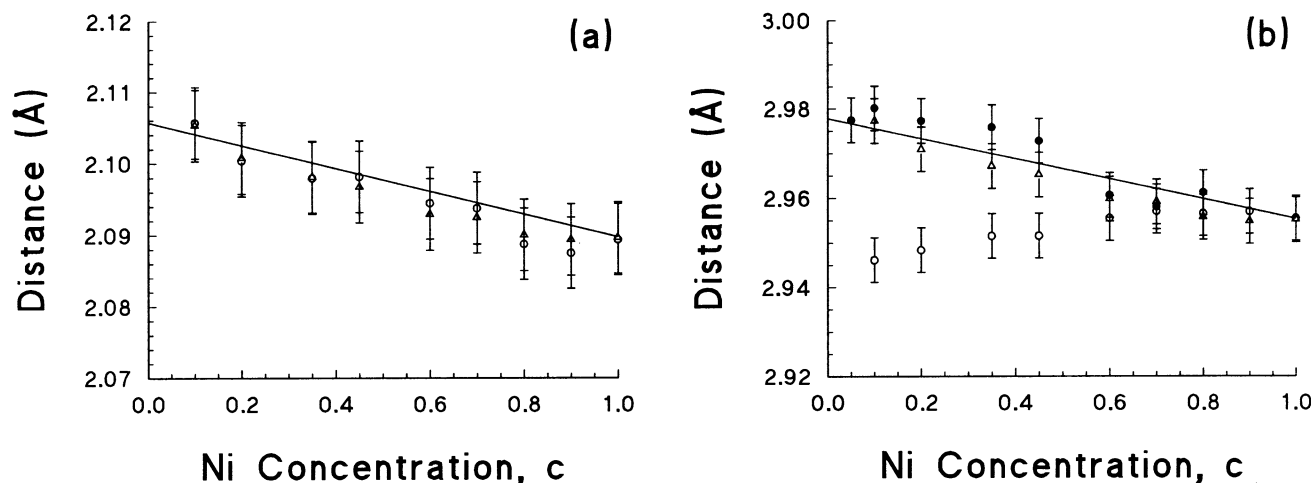 (a)
Distance (Å)
2.12
2.11
2.10
2.09
2.08
2.07
0.0 0.2 0.4 0.6 0.8 1.0
Ni Concentration, c
(b)
Distance (Å)
3.00
2.98
2.96
2.94
2.92
0.0 0.2 0.4 0.6 0.8 1.0
Ni Concentration, c